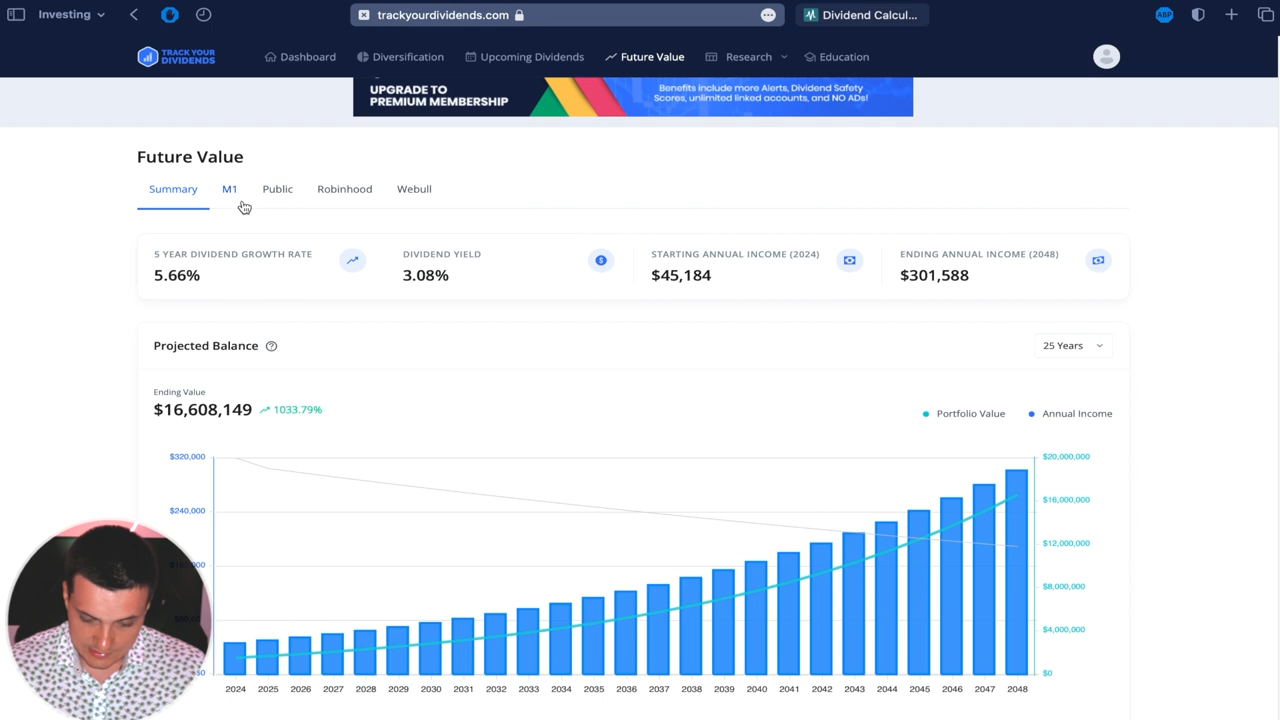 Investing
trackyourdividends.com
Dividend Calcul...
ABP
TRACK YOUR
DIVIDENDS
Dashboard
Diversification
Upcoming Dividends
Future Value
Research
Education
UPGRADE TO
PREMIUM MEMBERSHIP
Benefits include more Alerts, Dividend Safety
Scores, unlimited linked accounts, and NO ADs!
Future Value
Summary
M1
Public
Robinhood
Webull
5 YEAR DIVIDEND GROWTH RATE
5.66%
DIVIDEND YIELD
3.08%
STARTING ANNUAL INCOME (2024)
$45,184
ENDING ANNUAL INCOME (2048)
$301,588
Projected Balance
25 Years
Ending Value
$16,608,149
1033.79%
Portfolio Value
Annual Income
$320,000
$20,000,000
$16,000,000
$240,000
$12,000,000
$8,000,000
$4,000,000
$0
2024 2025 2026 2027 2028 2029 2030 2031 2032 2033 2034 2035 2036 2037 2038 2039 2040 2041 2042 2043 2044 2045 2046 2047 2048